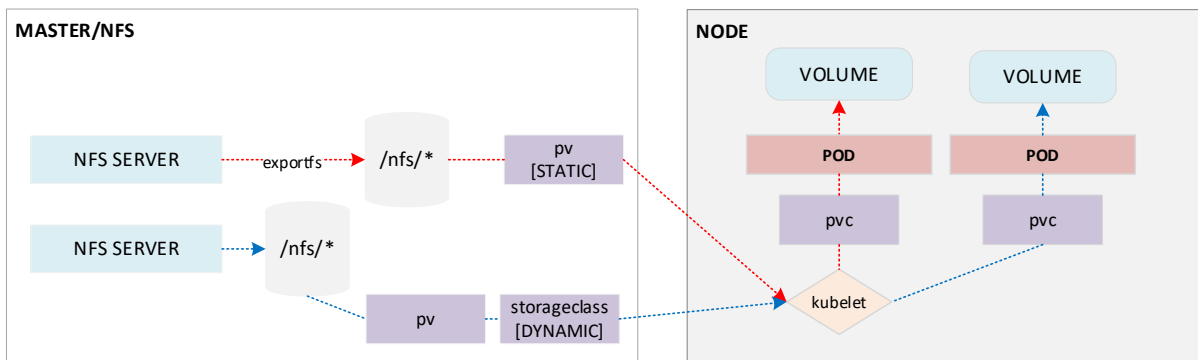 MASTER/NFS
NODE
VOLUME
VOLUME
NFS SERVER
exportfs
/nfs/*
pv
[STATIC]
POD
POD
NFS SERVER
/nfs/*
pvc
pvc
pv
storageclass
[DYNAMIC]
kubelet